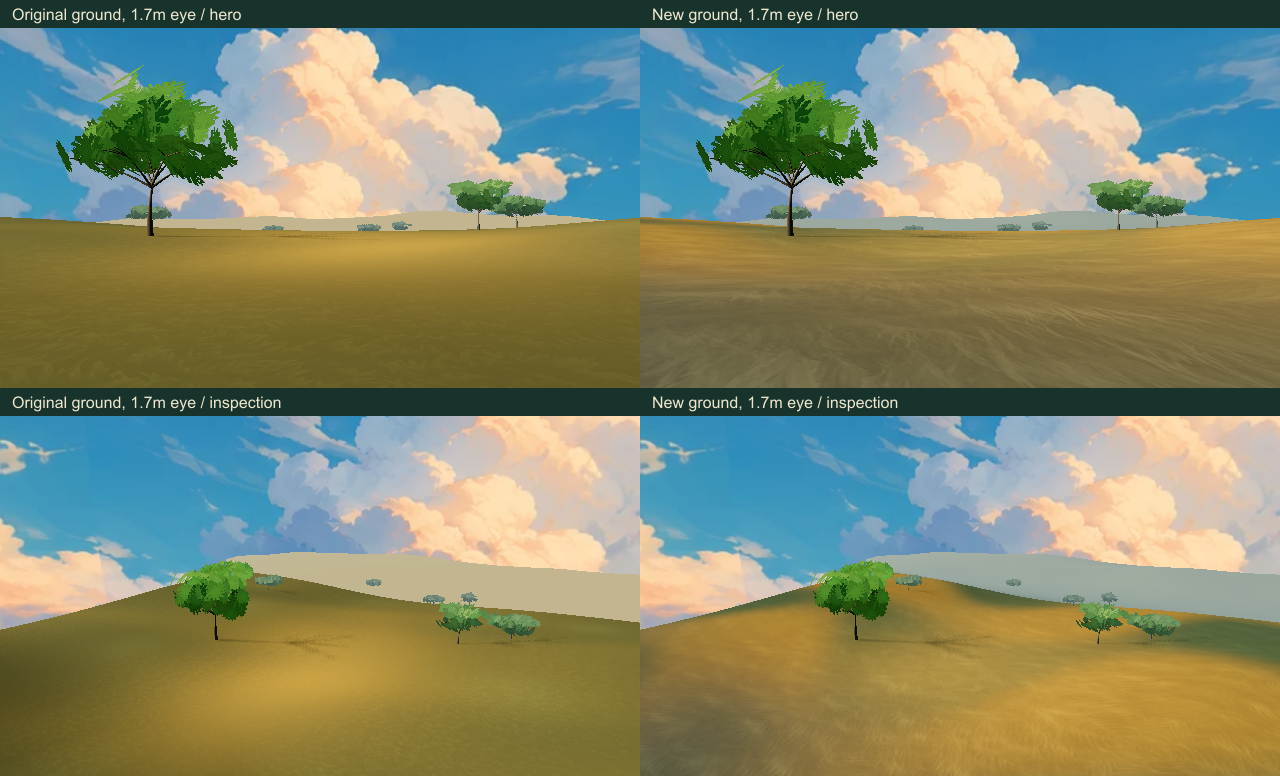 Original ground, 1.7m eye / hero
New ground, 1.7m eye / hero
Original ground, 1.7m eye / inspection
New ground, 1.7m eye / inspection